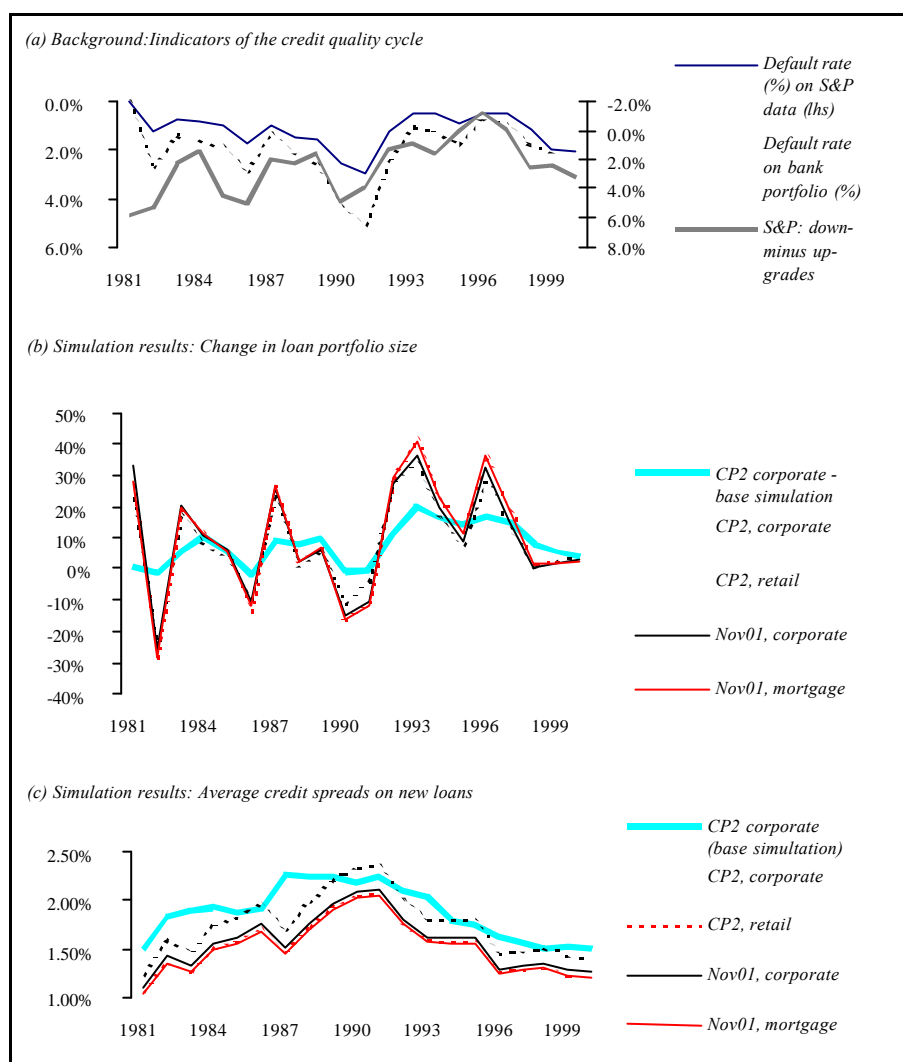 (a) Background:Iindicators of the credit quality cycle
Default rate
(%) on S&P
data (lhs)
Default rate
on bank
portfolio (%)
S&P: down-
minus up-
grades
0.0%
2.0%
4.0%
6.0%
-2.0%
0.0%
2.0%
4.0%
6.0%
8.0%
1981 1984 1987 1990 1993 1996 1999
(b) Simulation results: Change in loan portfolio size
50%
40%
30%
20%
10%
0%
-10%
-20%
-30%
-40%
1981 1984 1987 1990 1993 1996 1999
CP2 corporate -
base simulation
CP2, corporate
CP2, retail
Nov01, corporate
Nov01, mortgage
(c) Simulation results: Average credit spreads on new loans
2.50%
2.00%
1.50%
1.00%
1981 1984 1987 1990 1993 1996 1999
CP2 corporate
(base simultation)
CP2, corporate
CP2, retail
Nov01, corporate
Nov01, mortgage